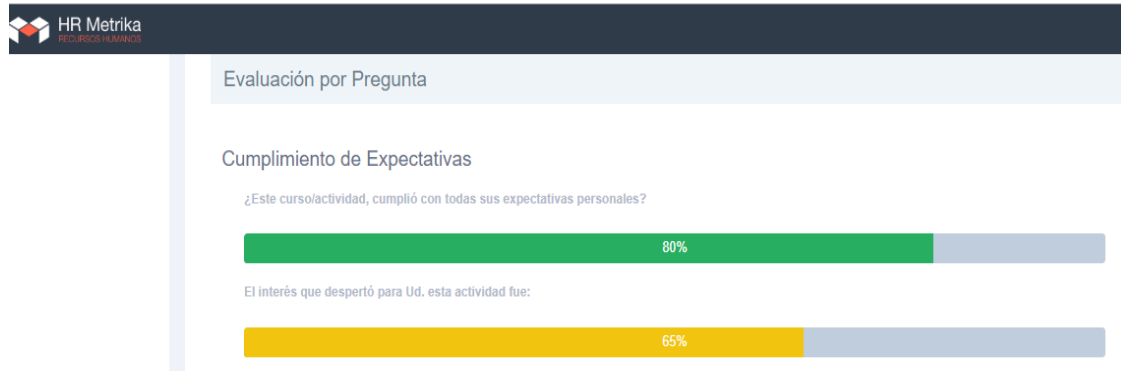 HR Metrika
RECURSOS HUMANOS
Evaluación por Pregunta
Cumplimiento de Expectativas
¿Este curso/actividad, cumplió con todas sus expectativas personales?
80%
El interés que despertó para Ud. esta actividad fue:
65%